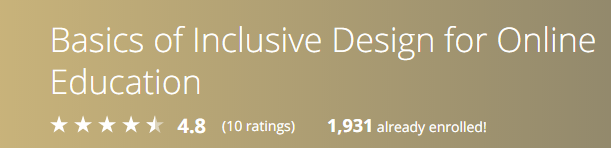 Basics of Inclusive Design for Online
Education
4.8 (10 ratings) 1,931 already enrolled!